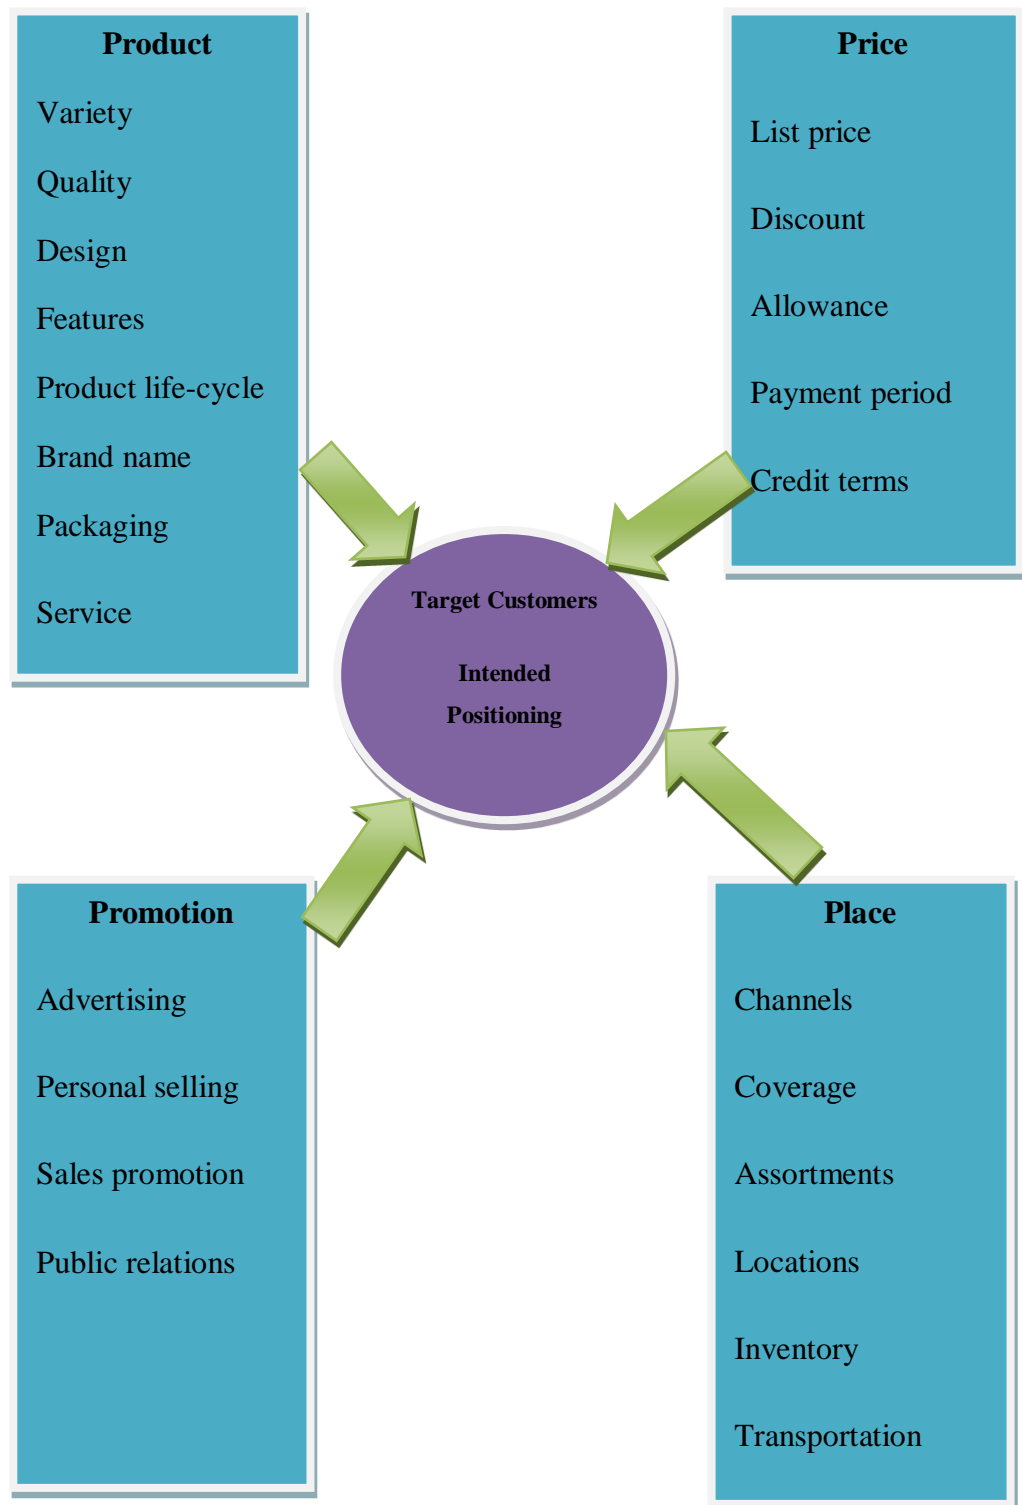 Product
Variety
Quality
Design
Features
Product life-cycle
Brand name
Packaging
Service
Price
List price
Discount
Allowance
Payment period
Credit terms
Target Customers
Intended
Positioning
Promotion
Advertising
Personal selling
Sales promotion
Public relations
Place
Channels
Coverage
Assortments
Locations
Inventory
Transportation